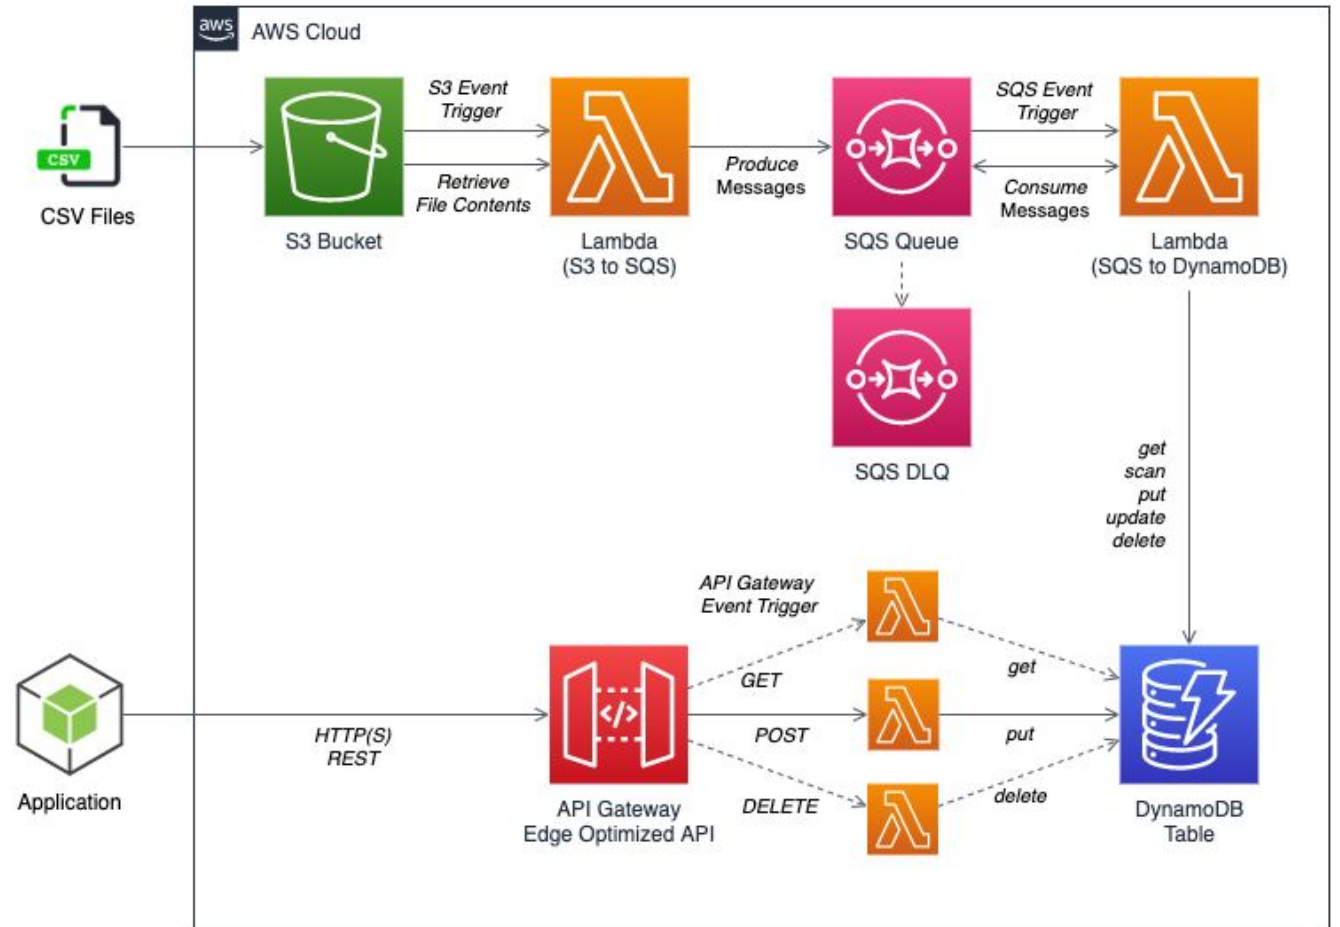 aws
AWS Cloud
CSV
CSV Files
S3 Event
Trigger
Retrieve
File Contents
S3 Bucket
Lambda
(S3 to SQS)
Produce
Messages
SQS Queue
SQS Event
Trigger
Consume
Messages
Lambda
(SQS to DynamoDB)
SQS DLQ
get
scan
put
update
delete
API Gateway
Event Trigger
GET
get
HTTP(S)
REST
POST
put
</>
DELETE
delete
Application
API Gateway
Edge Optimized API
DynamoDB
Table